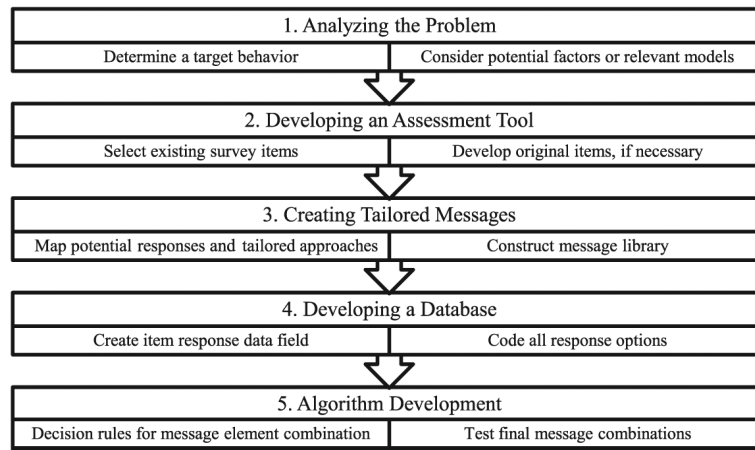 1. Analyzing the Problem
Determine a target behavior
Consider potential factors or relevant models
2. Developing an Assessment Tool
Select existing survey items
Develop original items, if necessary
3. Creating Tailored Messages
Map potential responses and tailored approaches
Construct message library
4. Developing a Database
Create item response data field
Code all response options
5. Algorithm Development
Decision rules for message element combination
Test final message combinations